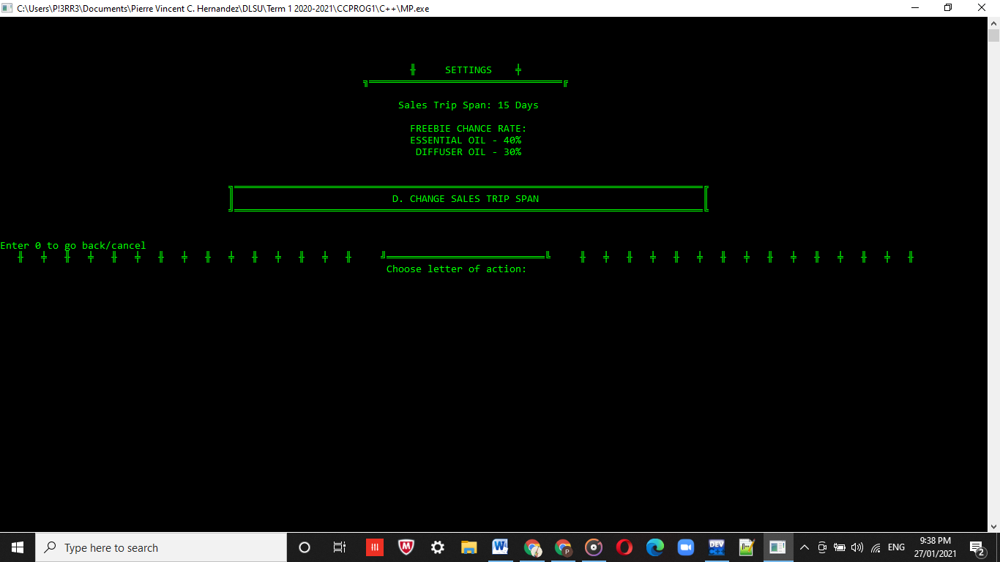 C:\Users\P!3RR3\Documents\Pierre Vincent C. Hernandez\DLSU\Term 1 2020-2021\CCPROG1\C++\MP.exe
SETTINGS
Sales Trip Span: 15 Days
FREEBIE CHANCE RATE:
ESSENTIAL OIL - 40%
DIFFUSER OIL - 30%
D. CHANGE SALES TRIP SPAN
Enter 0 to go back/cancel
Choose letter of action:
Type here to search
DEV
ENG
9:38 PM
27/01/2021
2